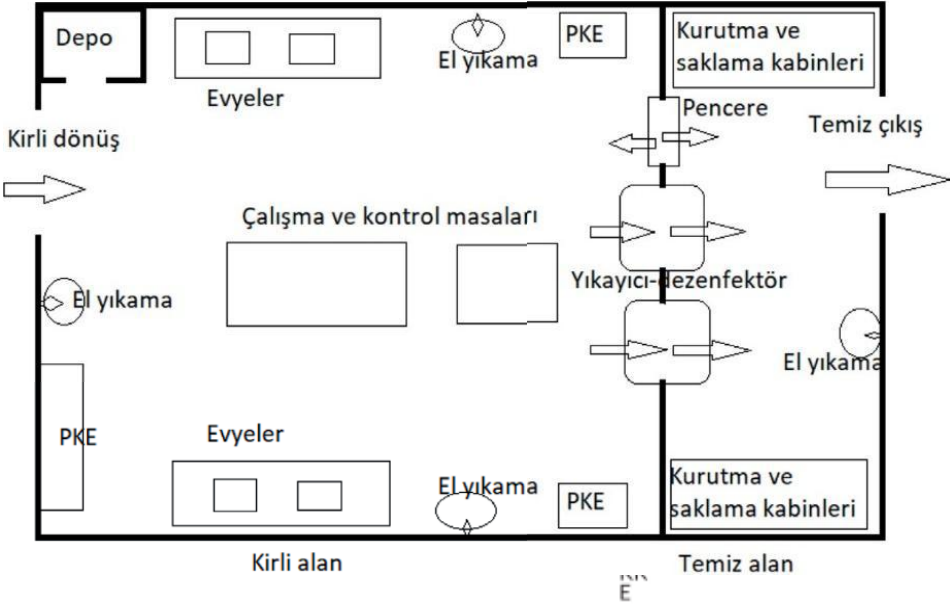 Depo
El yıkama
PKE
Kurutma ve
saklama kabinleri
Evyeler
Pencere
Temiz çıkış
Kirli dönüş
Çalışma ve kontrol masaları
Yıkayıcı-dezenfektör
El yıkama
El yıkama
PKE
Evyeler
El yıkama
PKE
Kurutma ve
saklama kabinleri
Kirli alan
Temiz alan
E